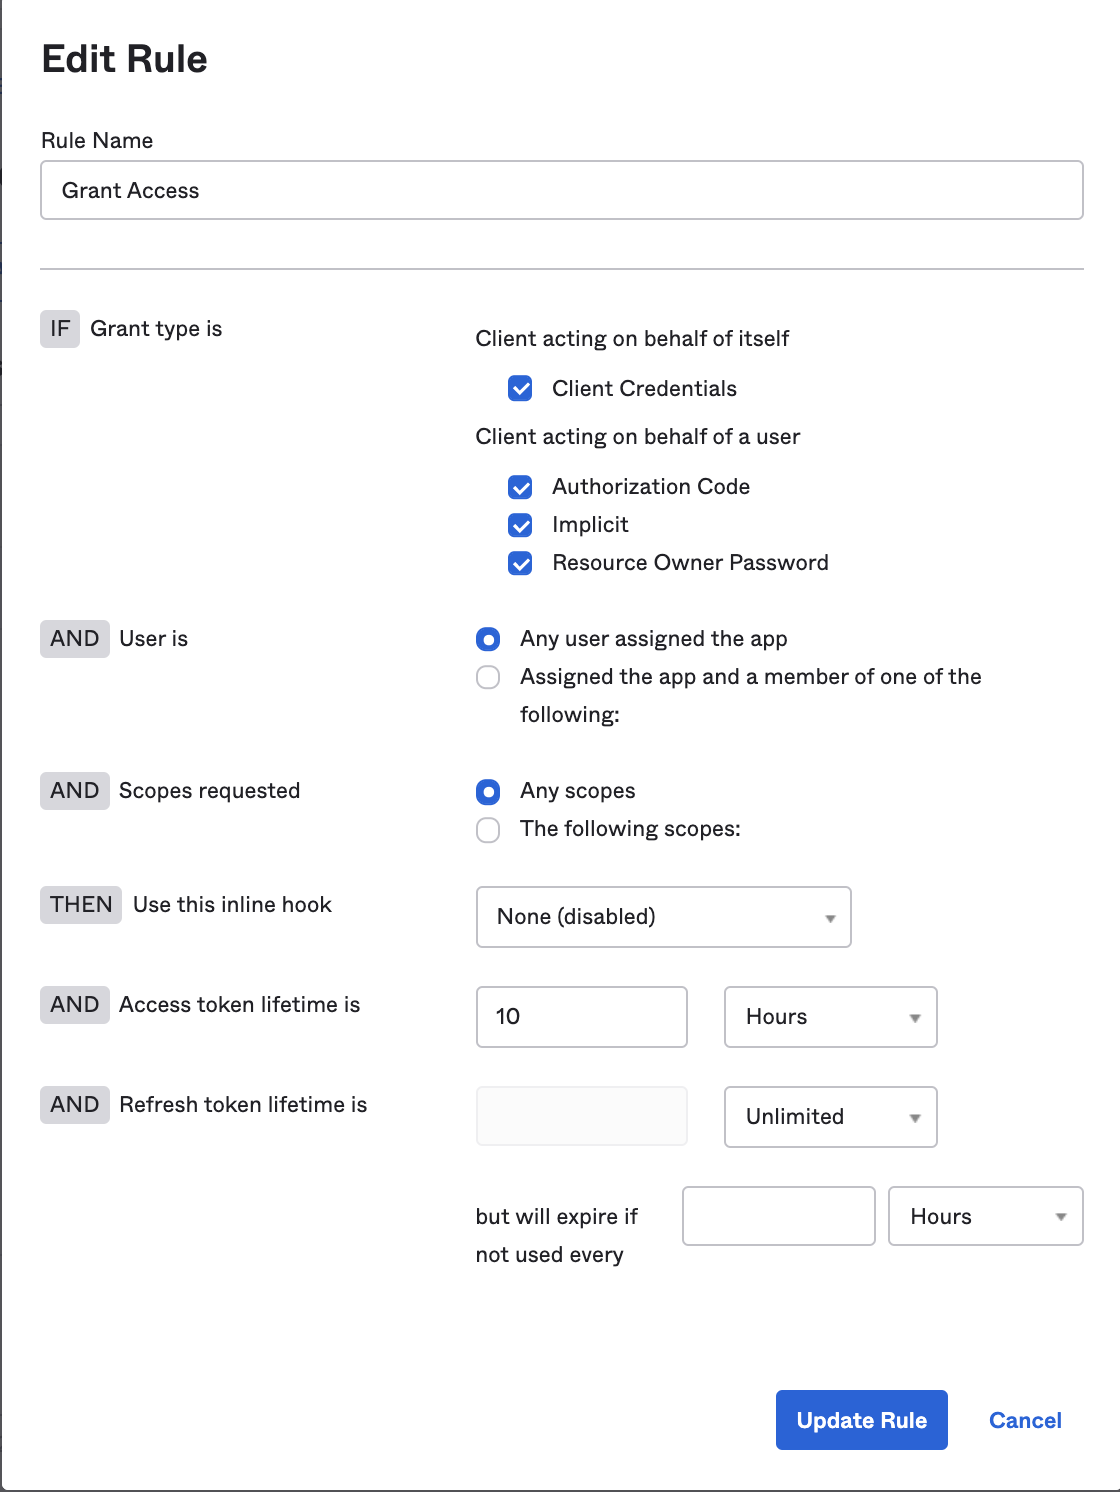 Edit Rule
Rule Name
Grant Access
IF Grant type is
Client acting on behalf of itself
Client Credentials
Client acting on behalf of a user
Authorization Code
Implicit
Resource Owner Password
AND User is
Any user assigned the app
Assigned the app and a member of one of the
following:
AND Scopes requested
Any scopes
The following scopes:
THEN Use this inline hook
None (disabled)
AND Access token lifetime is
10 Hours
AND Refresh token lifetime is
Unlimited
but will expire if
not used every
Hours
Update Rule Cancel